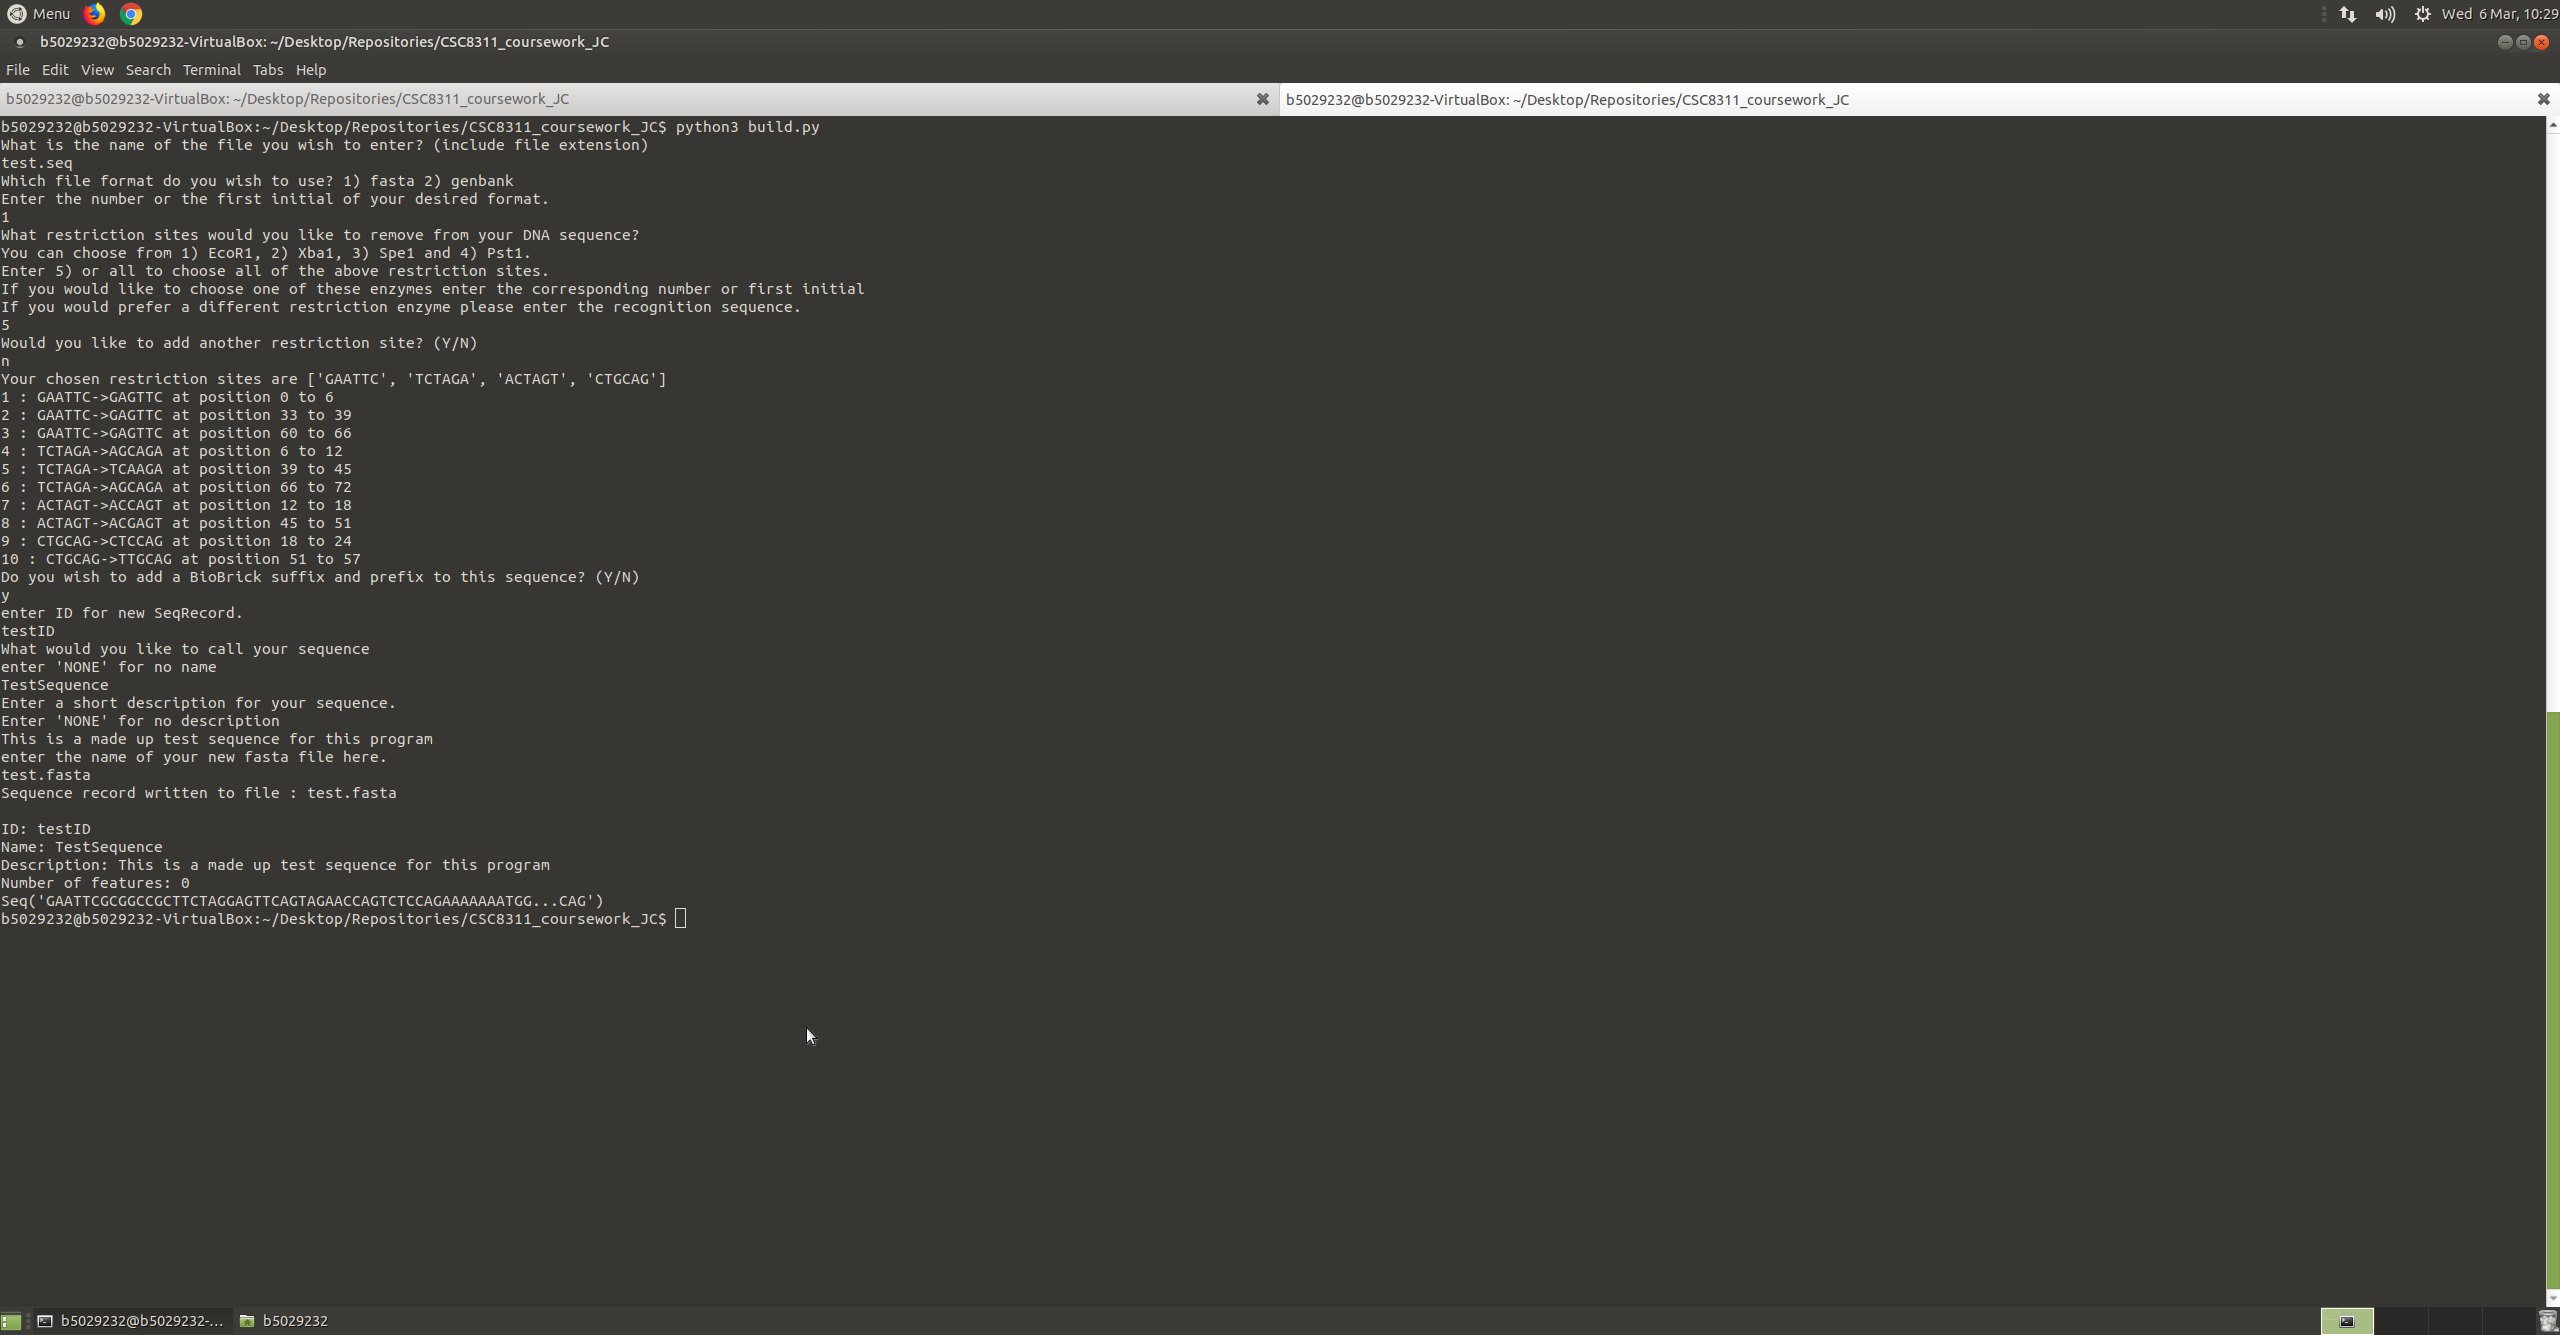 Menu
Wed 6 Mar, 10:29
b5029232@b5029232-VirtualBox: ~/Desktop/Repositories/CSC8311_coursework_JC
File Edit View Search Terminal Tabs Help
b5029232@b5029232-VirtualBox: ~/Desktop/Repositories/CSC8311_coursework_JC
b5029232@b5029232-VirtualBox: ~/Desktop/Repositories/CSC8311_coursework_JC
b5029232@b5029232-VirtualBox:~/Desktop/Repositories/CSC8311_coursework_JC$ python3 build.py
What is the name of the file you wish to enter? (include file extension)
test.seq
Which file format do you wish to use? 1) fasta 2) genbank
Enter the number or the first initial of your desired format.
1
What restriction sites would you like to remove from your DNA sequence?
You can choose from 1) EcoR1, 2) Xba1, 3) Spe1 and 4) Pst1.
Enter 5) or all to choose all of the above restriction sites.
If you would like to choose one of these enzymes enter the corresponding number or first initial
If you would prefer a different restriction enzyme please enter the recognition sequence.
5
Would you like to add another restriction site? (Y/N)
n
Your chosen restriction sites are ['GAATTC', 'TCTAGA', 'ACTAGT', 'CTGCAG']
1 : GAATTC->GAGTTC at position 0 to 6
2 : GAATTC->GAGTTC at position 33 to 39
3 : GAATTC->GAGTTC at position 60 to 66
4 : TCTAGA->AGCAGA at position 6 to 12
5 : TCTAGA->TCAAGA at position 39 to 45
6 : TCTAGA->AGCAGA at position 66 to 72
7 : ACTAGT->ACCAGT at position 12 to 18
8 : ACTAGT->ACGAGT at position 45 to 51
9 : CTGCAG->CTCCAG at position 18 to 24
10 : CTGCAG->TTGCAG at position 51 to 57
Do you wish to add a BioBrick suffix and prefix to this sequence? (Y/N)
y
enter ID for new SeqRecord.
testID
What would you like to call your sequence
enter 'NONE' for no name
TestSequence
Enter a short description for your sequence.
Enter 'NONE' for no description
This is a made up test sequence for this program
enter the name of your new fasta file here.
test.fasta
Sequence record written to file : test.fasta
ID: testID
Name: TestSequence
Description: This is a made up test sequence for this program
Number of features: 0
Seq('GAATTCGCGGCCGCTTCTAGGAGTTCAGTAGAACCAGTCTCCAGAAAAAAATGG...CAG')
b5029232@b5029232-VirtualBox:~/Desktop/Repositories/CSC8311_coursework_JC$
b5029232@b5029232-... b5029232